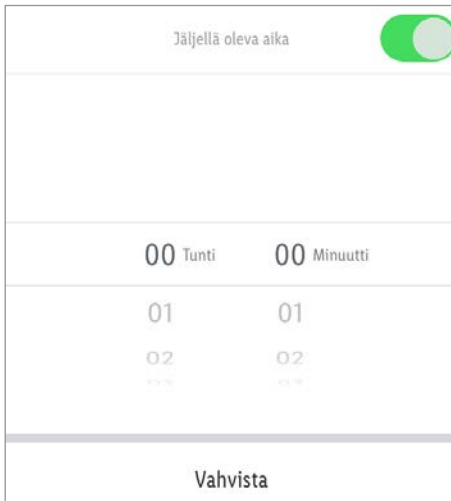 Jäljellä oleva aika
00 Tunti 00 Minuutti
01 01
02 02
Vahvista